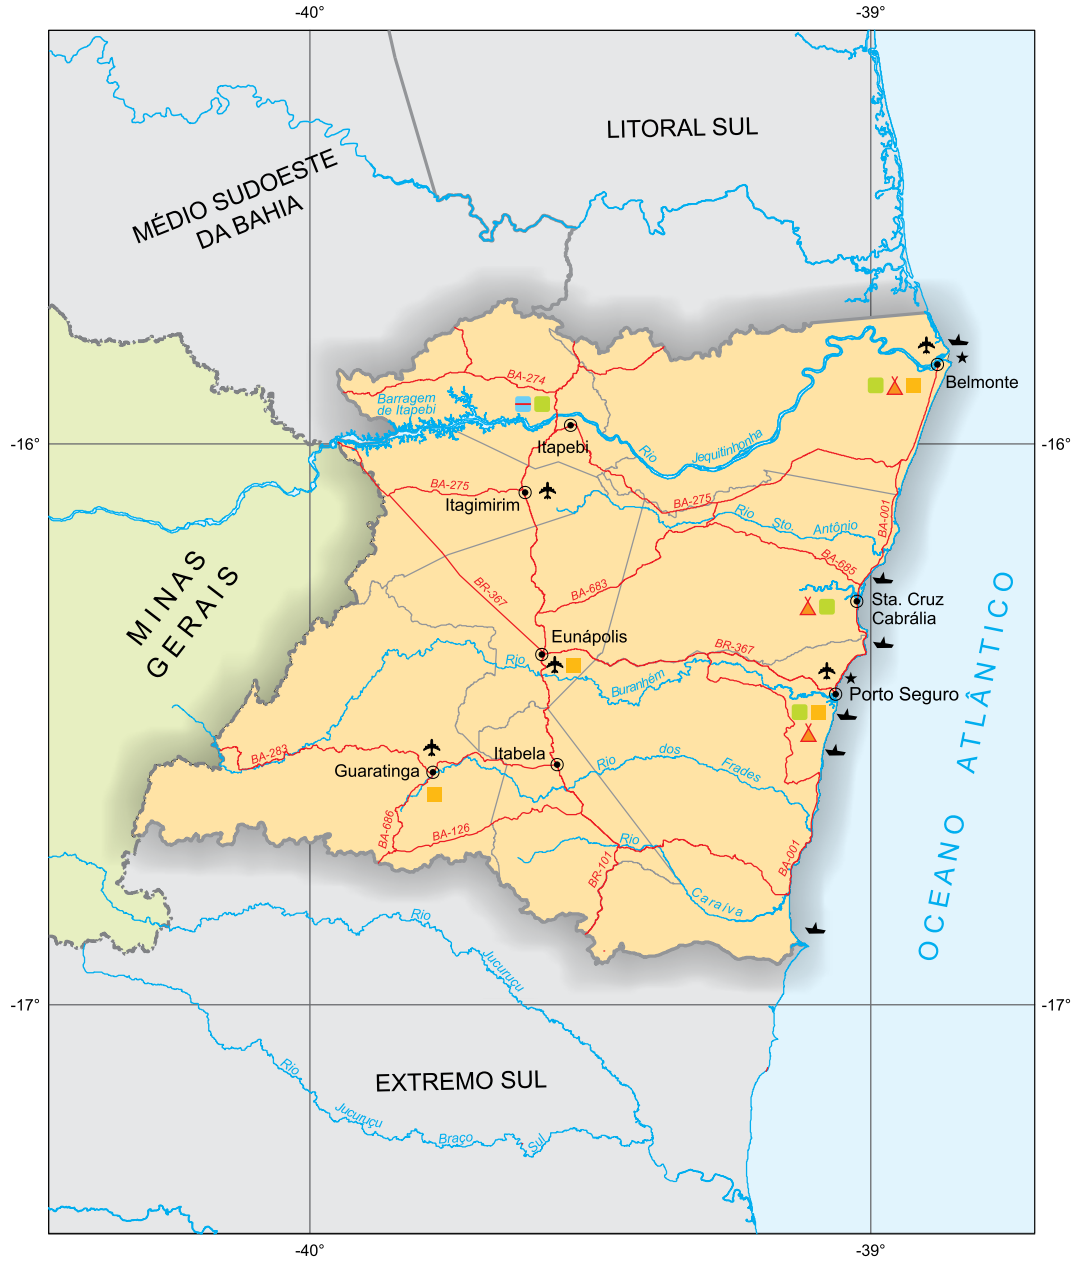 -40°
-39°
LITORAL SUL
MÉDIO SUDOESTE
DA BAHIA
Belmonte
BA-274
Barragem
de Itapebi
-16°
-16°
Itapebi
Rio
Jequitinhonha
BA-275
Itagimirim
BA-275
Rio
Sto.
Antônio
BA-001
BA-685
MINAS
GERAIS
BR-367
BA-683
Sta. Cruz
Cabrália
OCEANO ATLÂNTICO
Eunápolis
BR-367
Rio
Buranhém
Porto Seguro
BA-283
Guaratinga
Itabela
Rio
dos
Frades
BA-686
BA-126
Rio
BR-101
BA-001
Caraíva
Rio
Jucuruçu
-17°
-17°
Rio
EXTREMO SUL
Jucuruçu
Braço
Sul
-40°
-39°